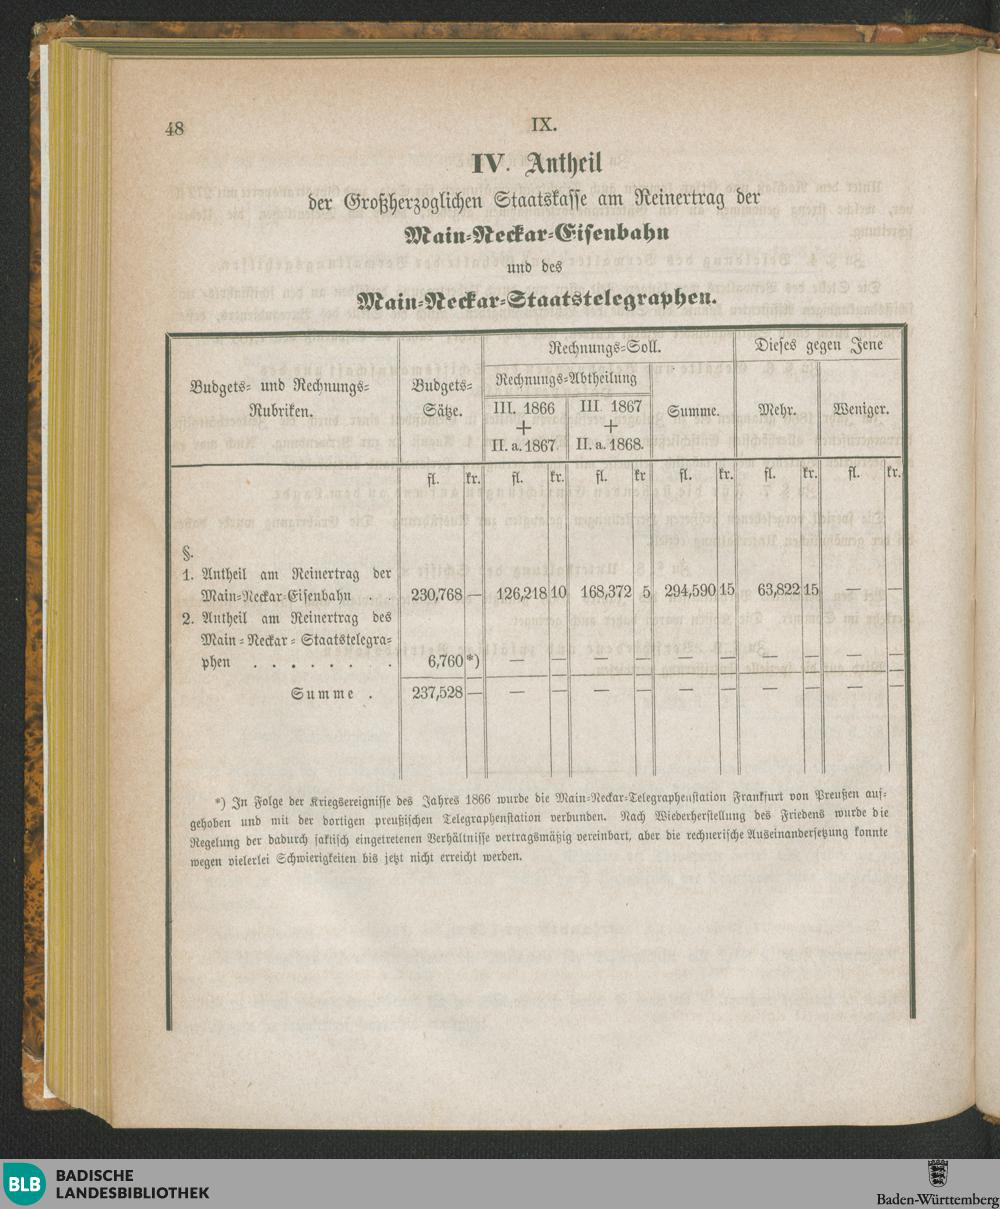 48
IX.
IV. Antheil
der Großherzoglichen Staatskasse am Reinertrag der
Main-Neckar-Eisenbahn
und des
Main-Neckar-Staatstelegraphen.
Budgets- und Rechnungs-
Rubriken.
Budgets-
Sätze.
Rechnungs-Soll.
Rechnungs-Abtheilung
III. 1866
+
II. a. 1867.
III. 1867
+
II. a. 1868.
Summe.
Dieses gegen Jene
Mehr.
Weniger.
fl. kr. fl. kr. fl. kr. fl. kr. fl. kr. fl. kr.
§.
1. Antheil am Reinertrag der
Main-Neckar-Eisenbahn . . 230,768 — 126,218 10 168,372 5 294,590 15 63,822 15 — —
2. Antheil am Reinertrag des
Main-Neckar-Staatstelegra-
phen . . . . . . . 6,760 *) — — — — — — — — — —
Summe . 237,528 — — — — — — — — — — —
*) In Folge der Kriegsereignisse des Jahres 1866 wurde die Main-Neckar-Telegraphenstation Frankfurt von Preußen auf-
gehoben und mit der dortigen preußischen Telegraphenstation verbunden. Nach Wiederherstellung des Friedens wurde die
Regelung der dadurch faktisch eingetretenen Verhältnisse vertragsmäßig vereinbart, aber die rechnerische Auseinandersetzung konnte
wegen vielerlei Schwierigkeiten bis jetzt nicht erreicht werden.
BLB
BADISCHE
LANDESBIBLIOTHEK
Baden-Württemberg